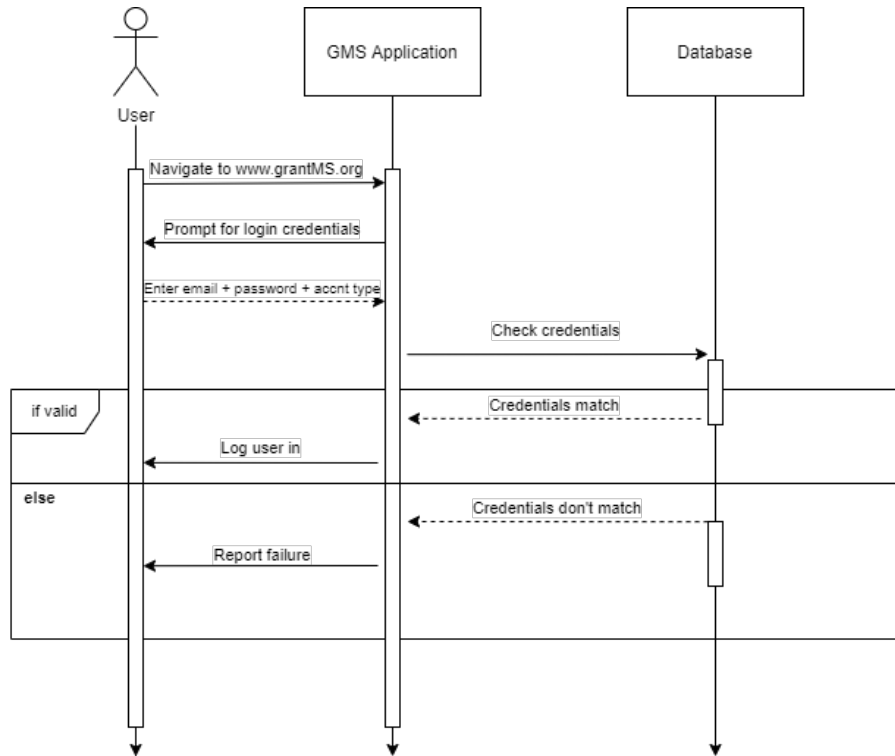 GMS Application
Database
User
Navigate to www.grantMS.org
Prompt for login credentials
Enter email + password + accnt type
Check credentials
if valid
Credentials match
Log user in
else
Credentials don't match
Report failure